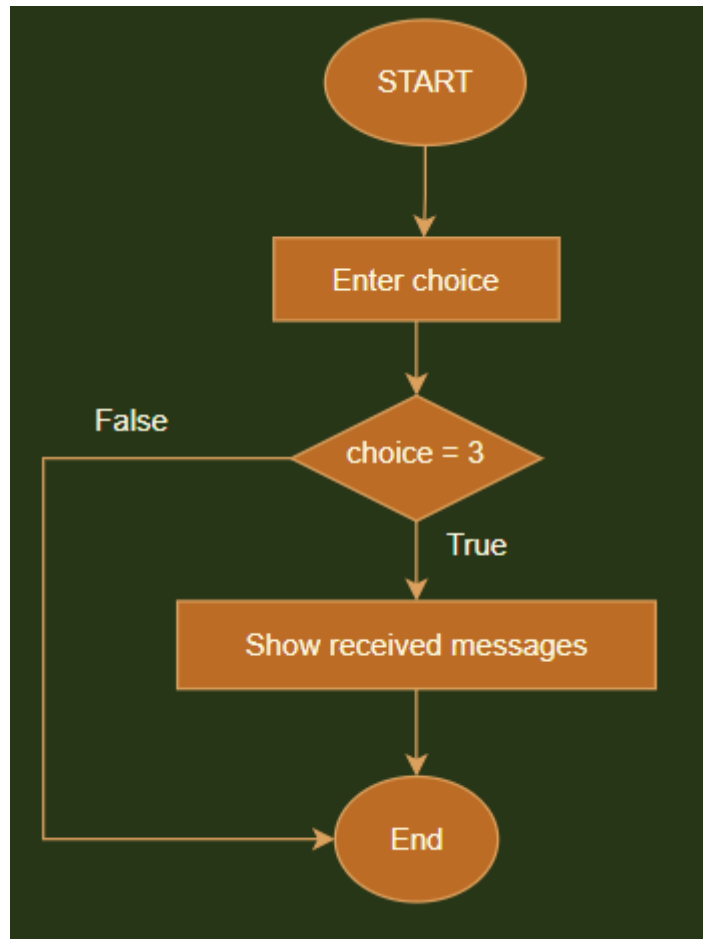 START
Enter choice
False
choice = 3
True
Show received messages
End